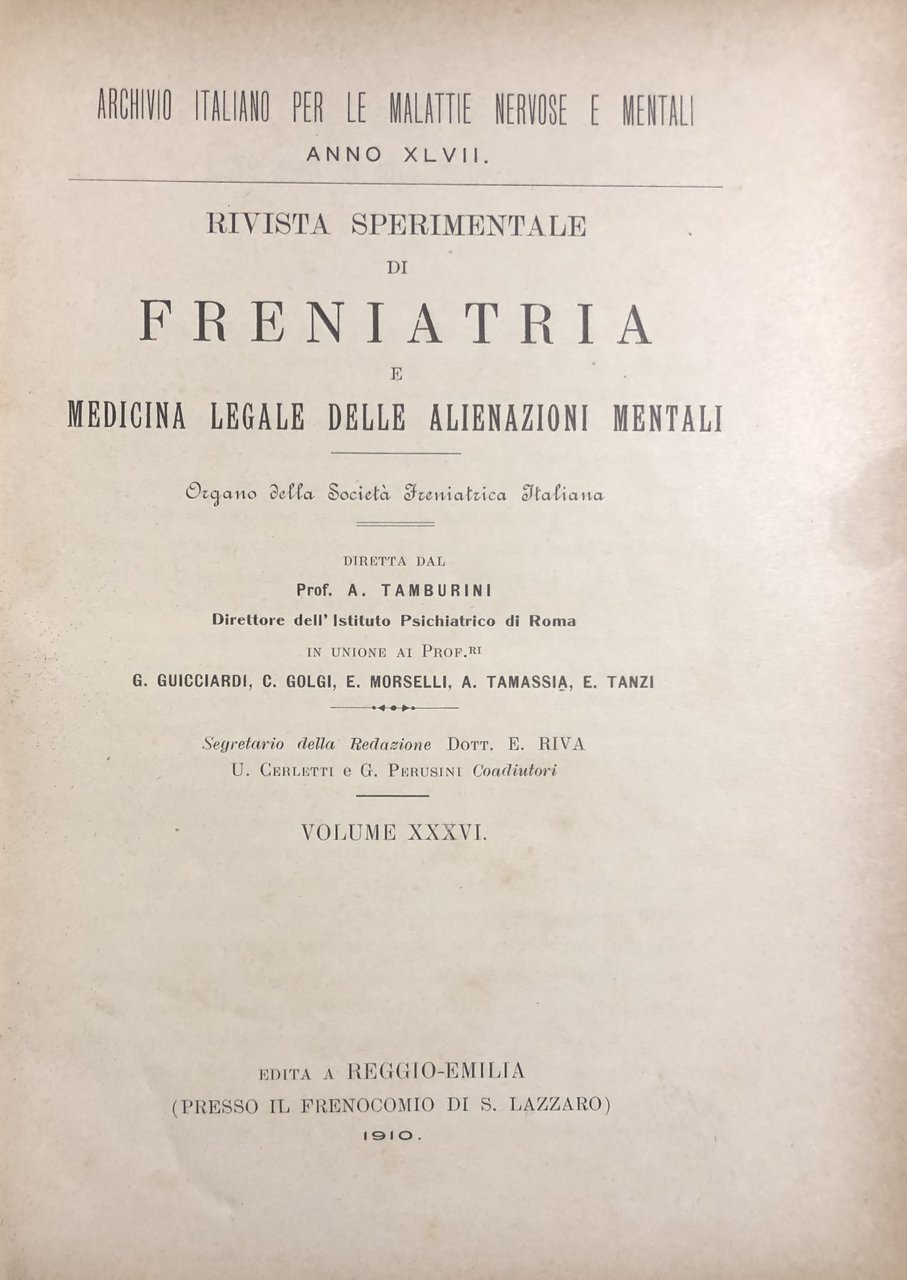 ARCHIVIO ITALIANO PER LE MALATTIE NERVOSE E MENTALI
ANNO XLVII.
RIVISTA SPERIMENTALE
DI
FRENIATRIA
E
MEDICINA LEGALE DELLE ALIENAZIONI MENTALI
Organo della Società Freniatrica Italiana
DIRETTA DAL
Prof. A. TAMBURINI
Direttore dell' Istituto Psichiatrico di Roma
IN UNIONE AI PROF.RI
G. GUICCIARDI, C. GOLGI, E. MORSELLI, A. TAMASSIA, E. TANZI
Segretario della Redazione DOTT. E. RIVA
U. CERLETTI e G. PERUSINI Coadiutori
VOLUME XXXVI.
EDITA A REGGIO-EMILIA
(PRESSO IL FRENOCOMIO DI S. LAZZARO)
1910.